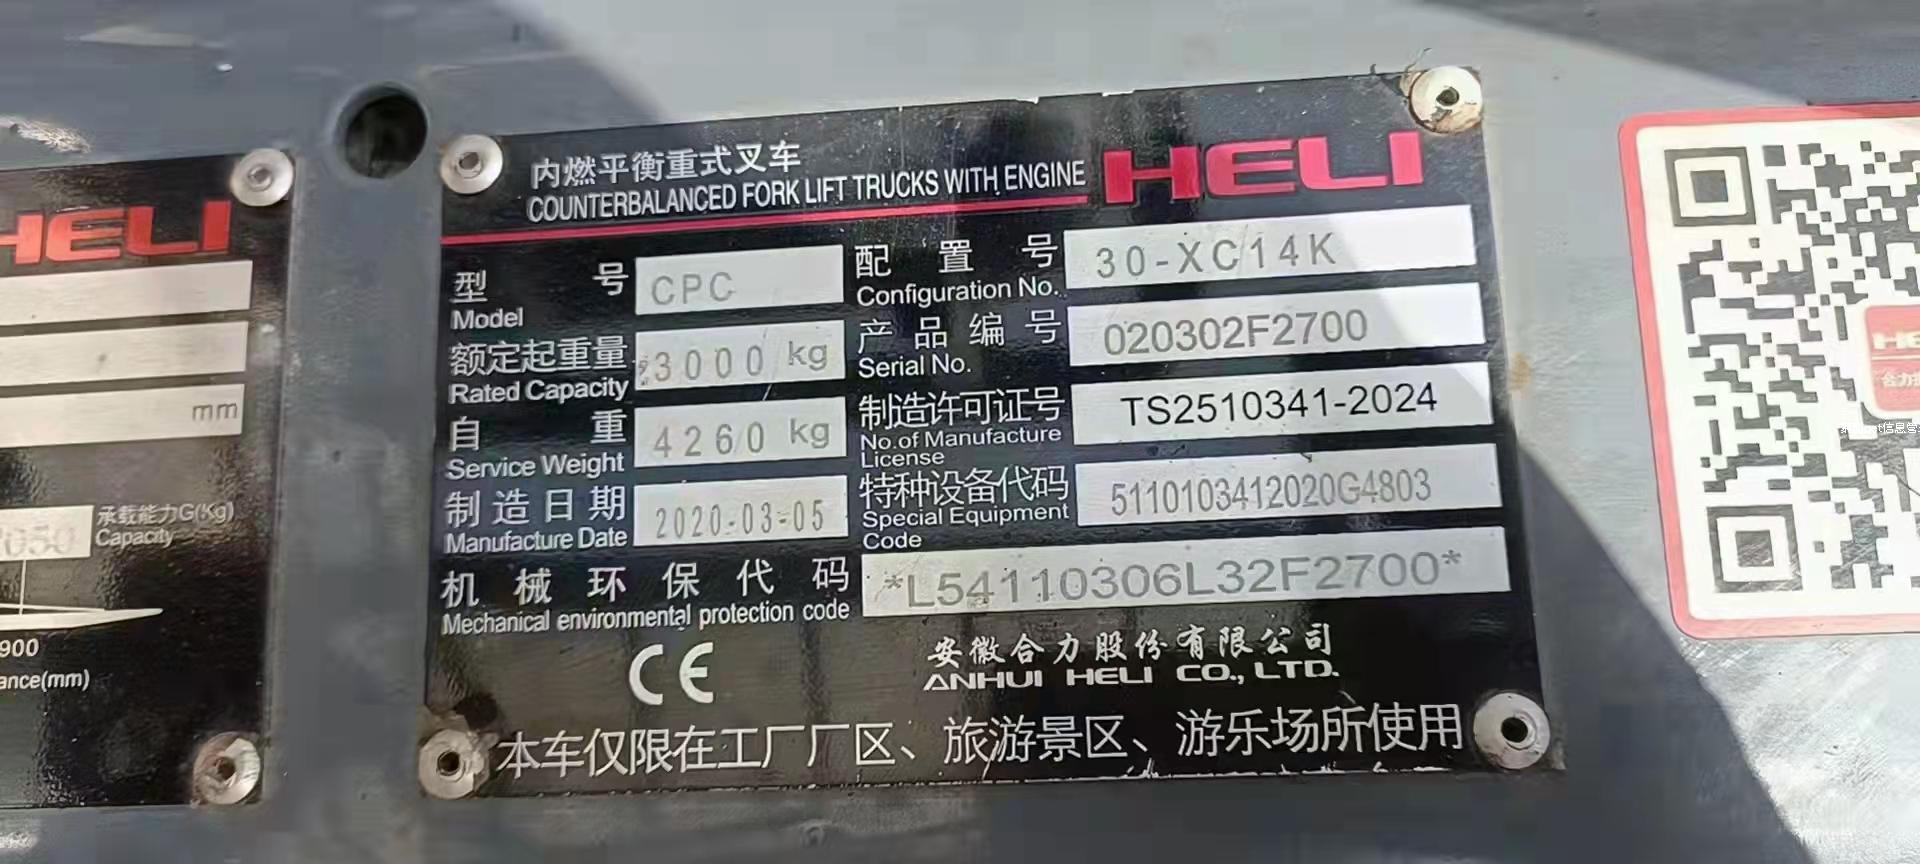 HELI
mm
承载能力G(Kg)
Capacity
900
ance(mm)
内燃平衡重式叉车
COUNTERBALANCED FORK LIFT TRUCKS WITH ENGINE
HELI
型 号 CPC
Model
配 置 号 30-XC14K
Configuration No.
额定起重量 3000 kg
Rated Capacity
产 品 编 号 020302F2700
Serial No.
自 重 4260 kg
Service Weight
制造许可证号 TS2510341-2024
No.of Manufacture
License
制 造 日 期 2020-03-05
Manufacture Date
特种设备代码 5110103412020G4803
Special Equipment
Code
机 械 环 保 代 码 *L54110306L32F2700*
Mechanical environmental protection code
CE
安徽合力股份有限公司
ANHUI HELI CO., LTD.
本车仅限在工厂厂区、旅游景区、游乐场所使用
合力